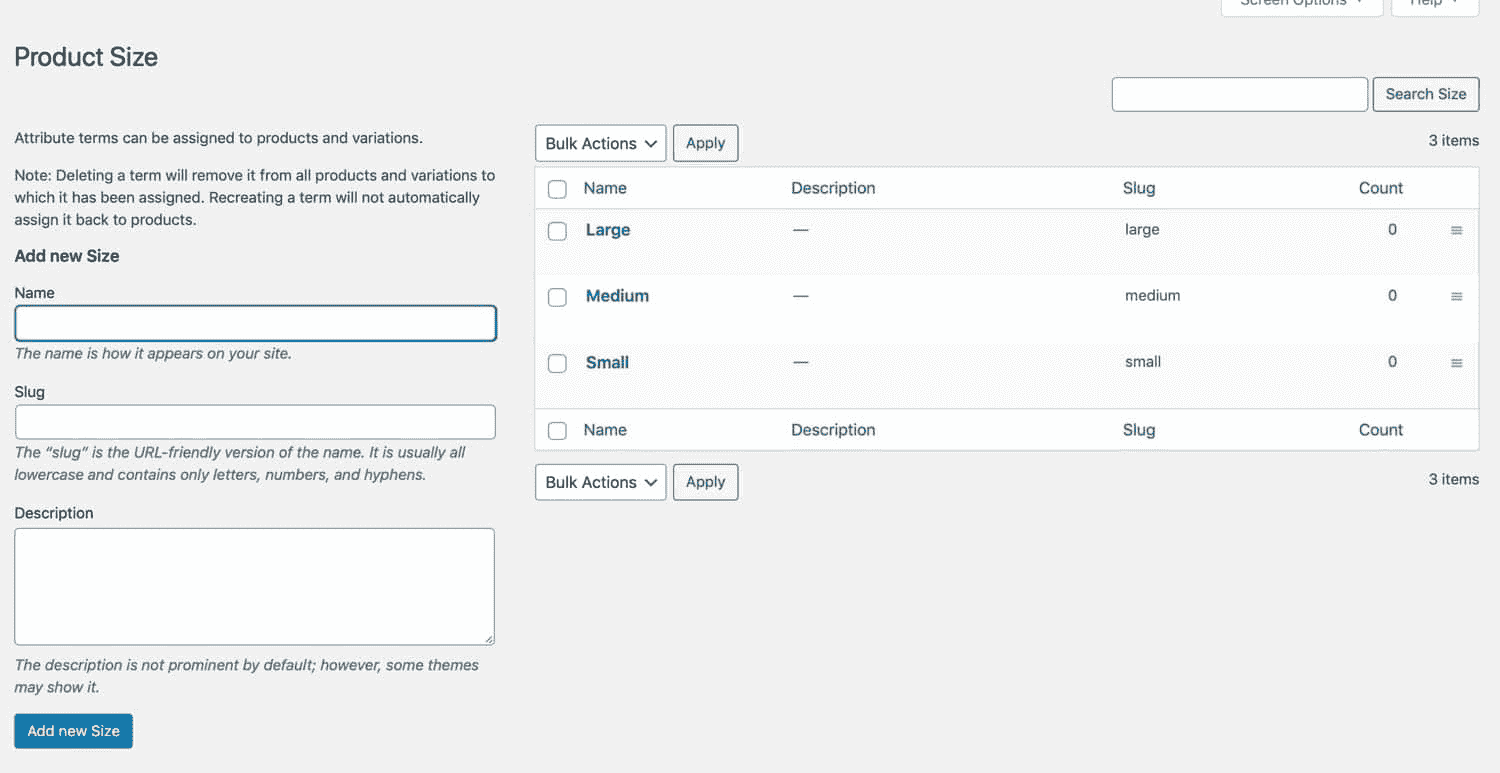 Screen Options
Help
Product Size
Search Size
Attribute terms can be assigned to products and variations.
Note: Deleting a term will remove it from all products and variations to
which it has been assigned. Recreating a term will not automatically
assign it back to products.
Add new Size
Name
The name is how it appears on your site.
Slug
The “slug” is the URL-friendly version of the name. It is usually all
lowercase and contains only letters, numbers, and hyphens.
Description
The description is not prominent by default; however, some themes
may show it.
Add new Size
Bulk Actions Apply 3 items
Name Description Slug Count
Large — large 0
Medium — medium 0
Small — small 0
Name Description Slug Count
Bulk Actions Apply 3 items